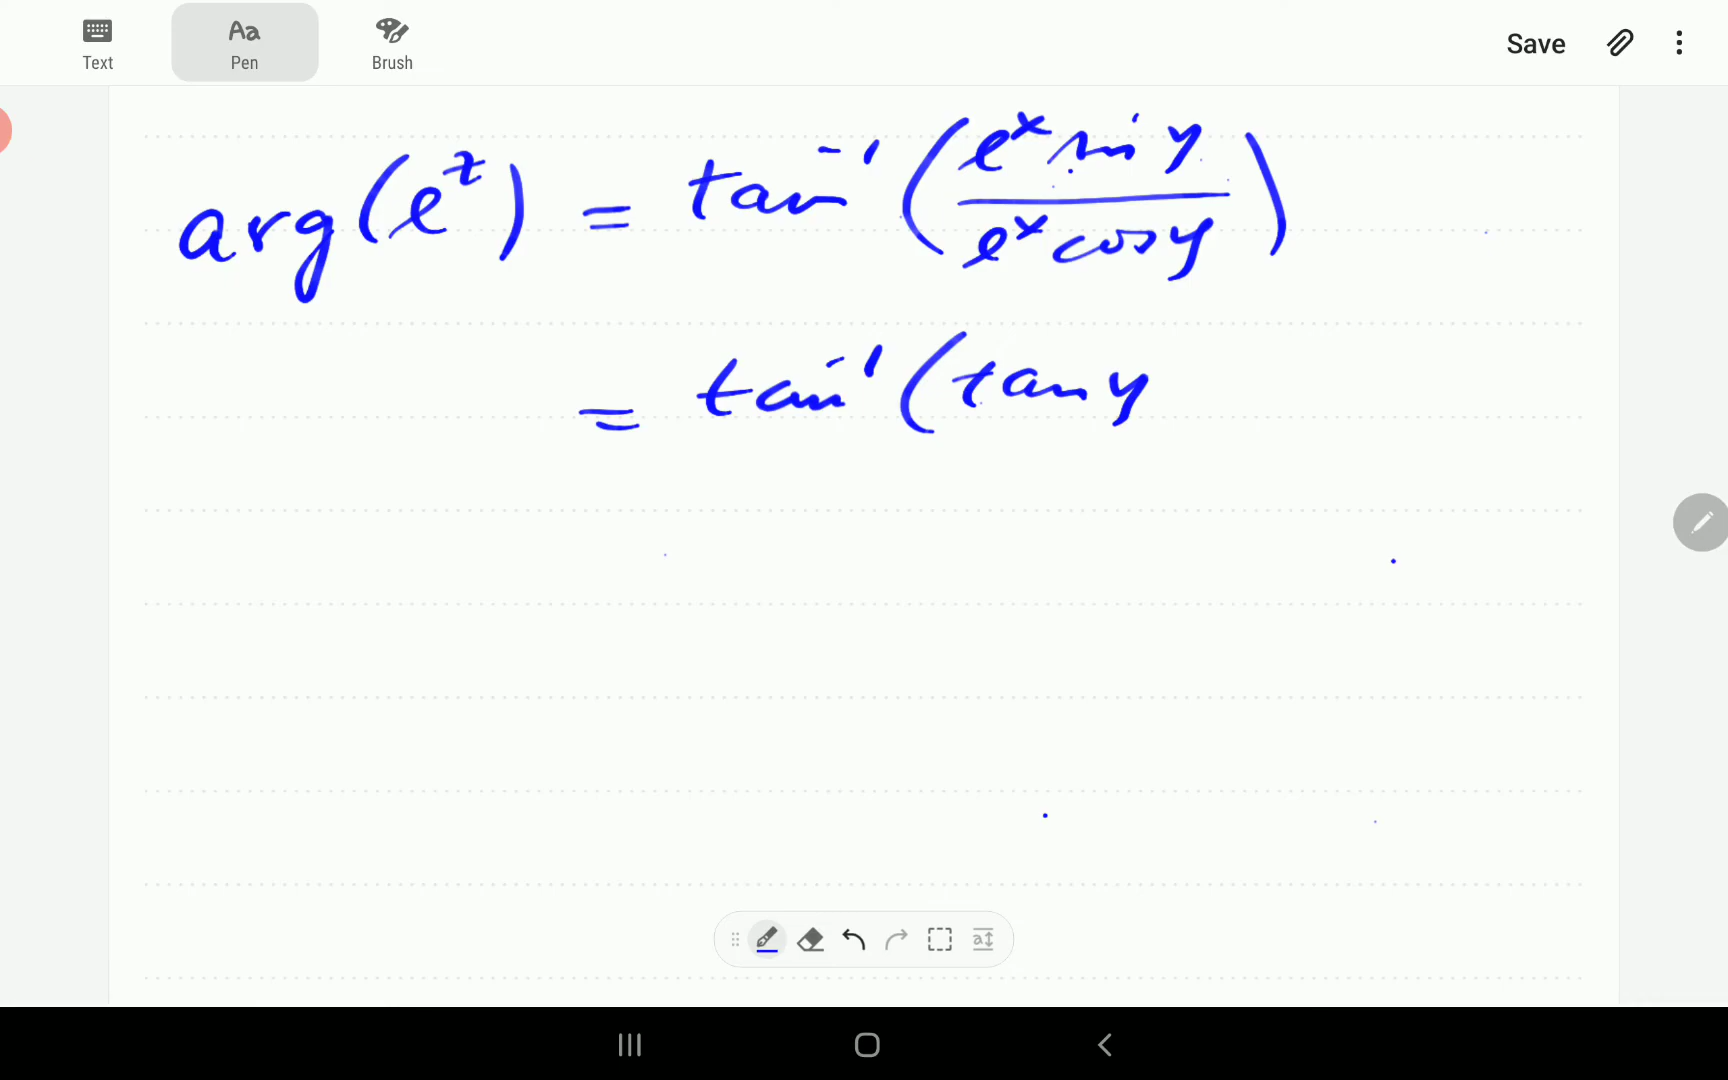 Text Pen Brush Save
arg(e^z) = tan^-1(e^x sin y / e^x cos y)
= tan^-1(tan y